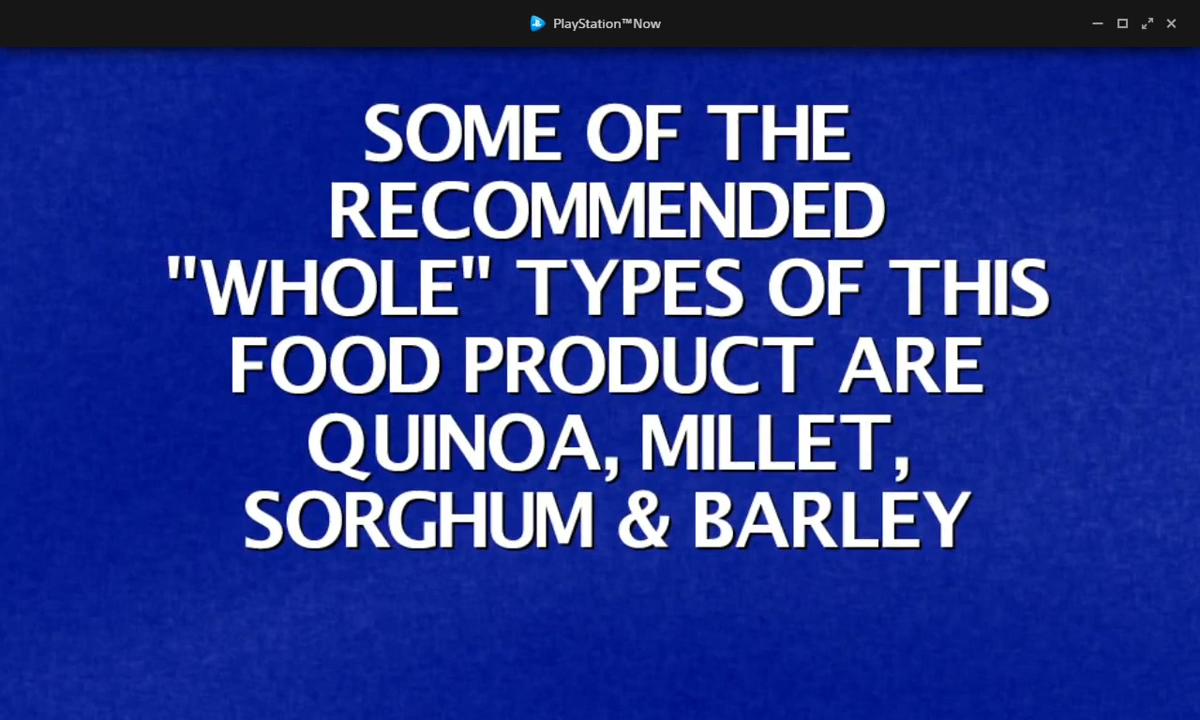 PlayStation™Now
SOME OF THE
RECOMMENDED
"WHOLE" TYPES OF THIS
FOOD PRODUCT ARE
QUINOA, MILLET,
SORGHUM & BARLEY